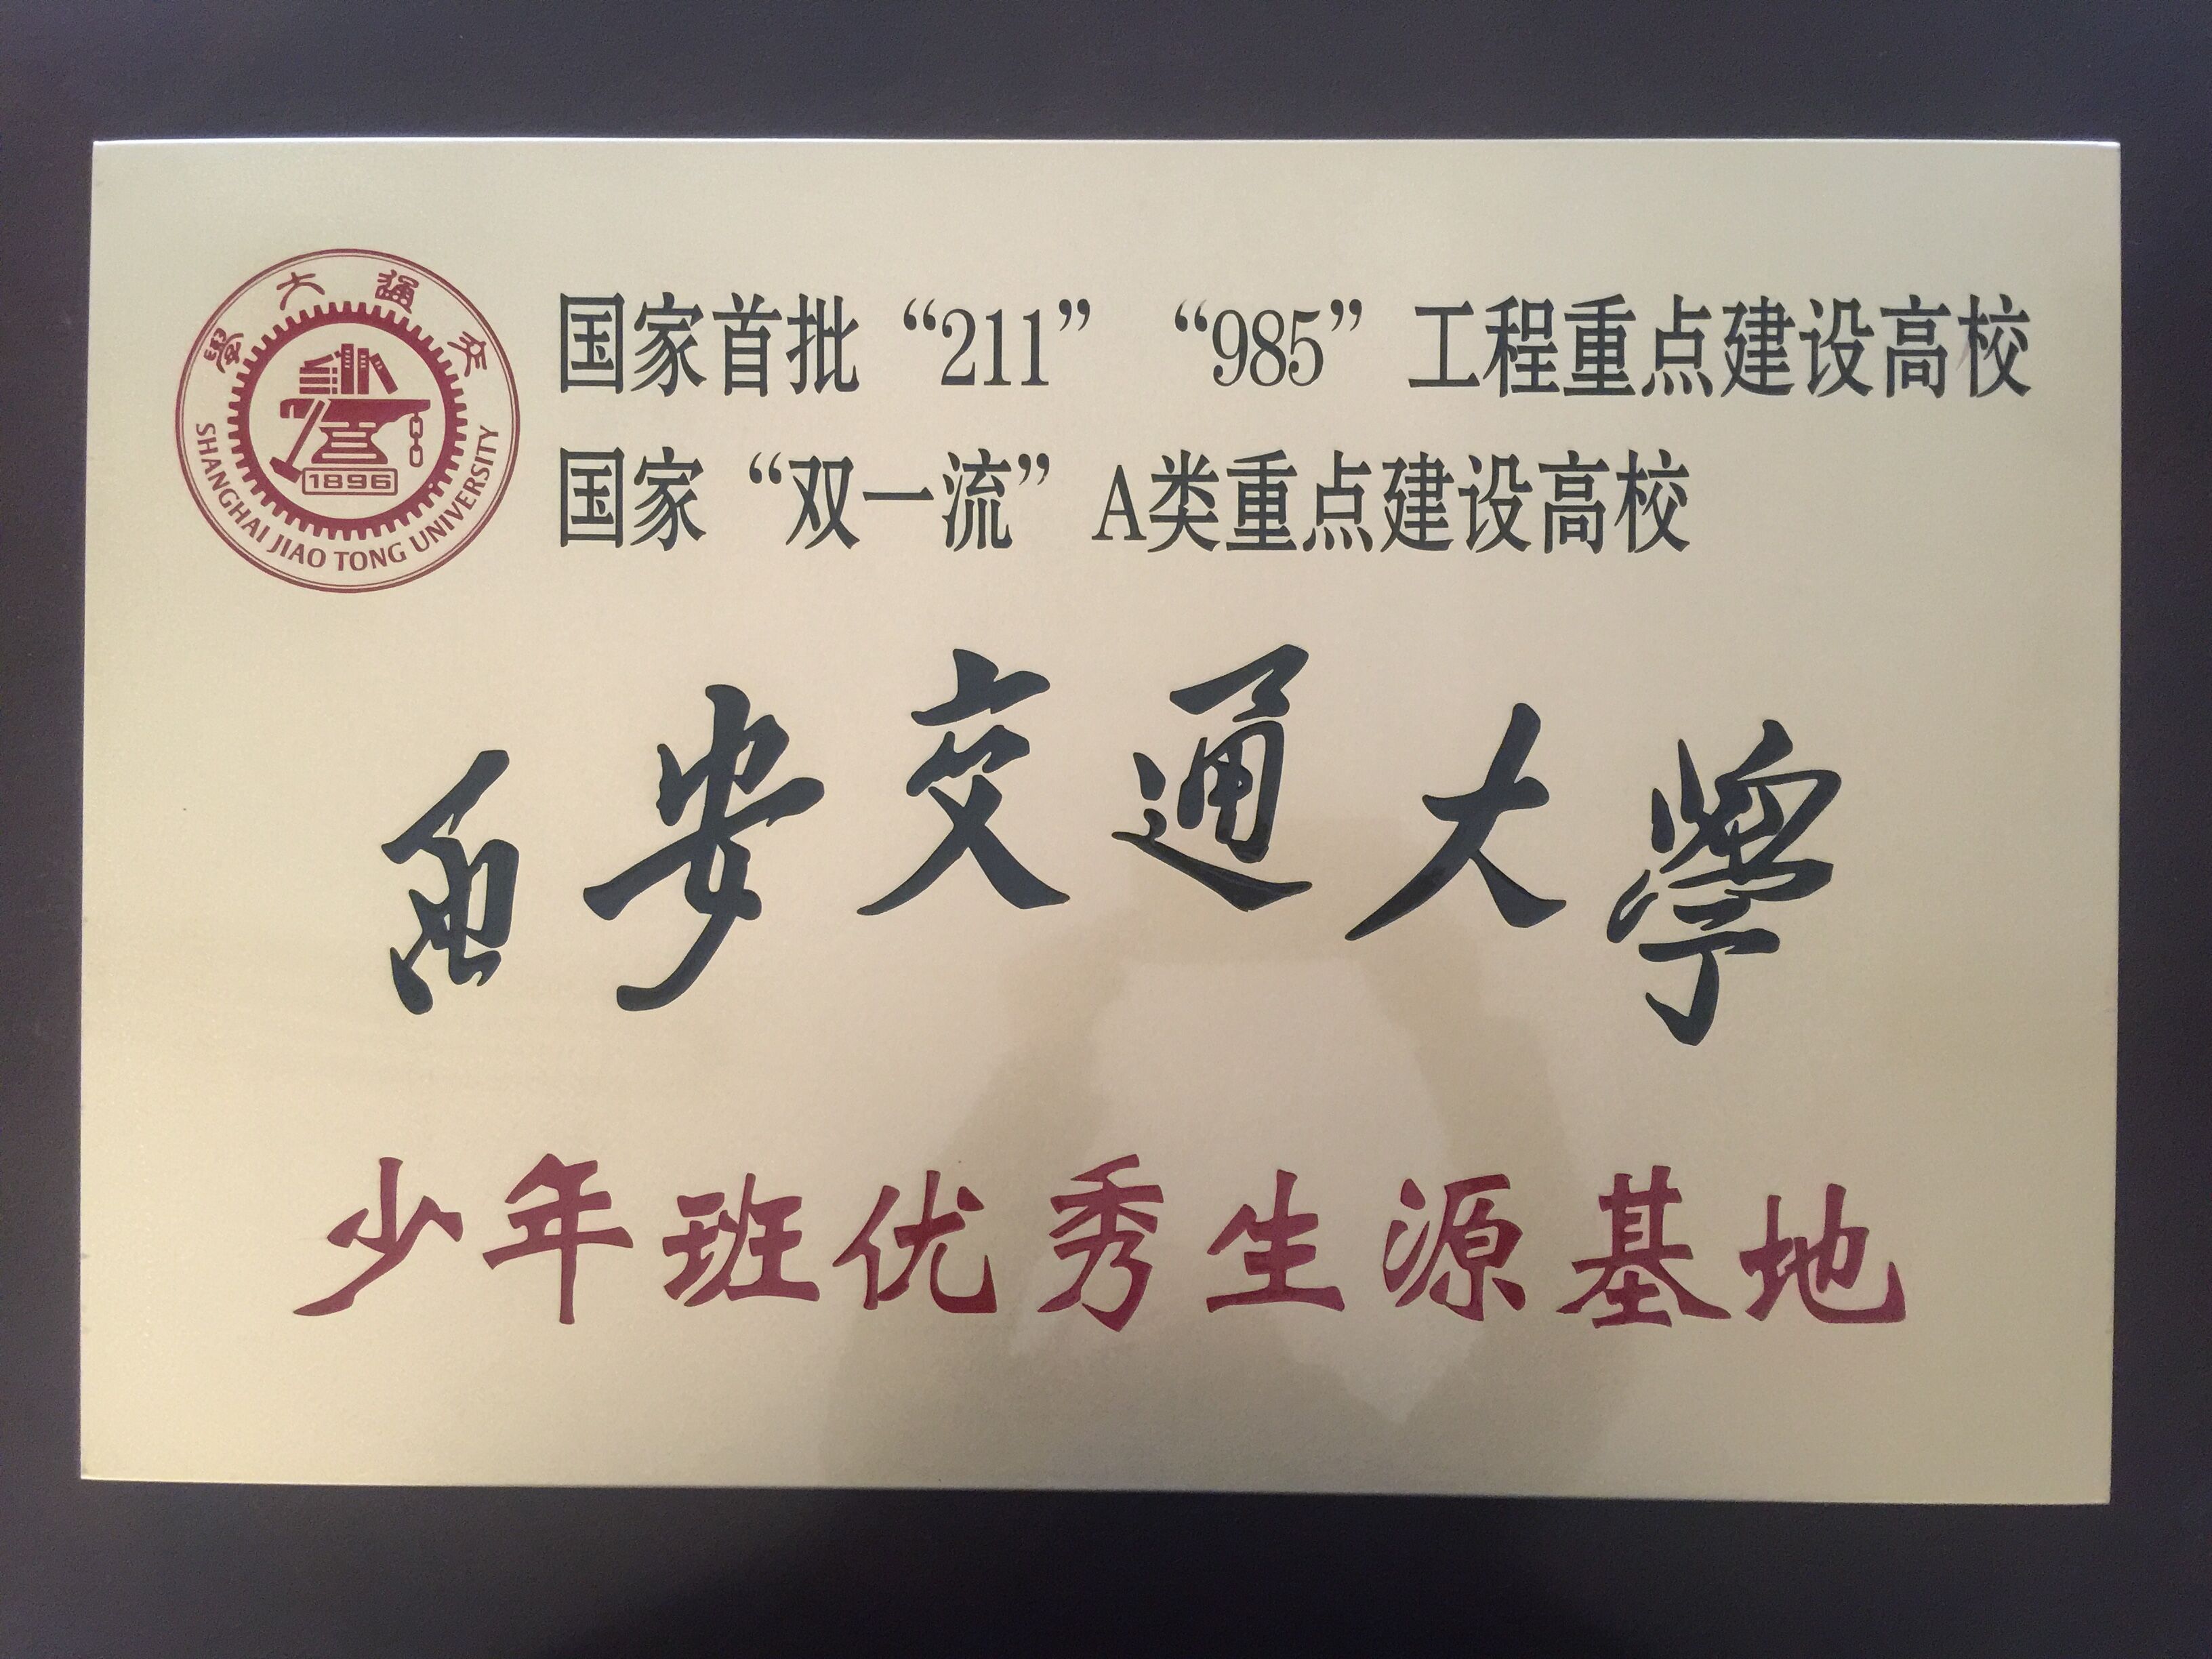 交通大學
1896
SHANGHAI JIAO TONG UNIVERSITY
国家首批“211” “985”工程重点建设高校
国家“双一流” A类重点建设高校
西安交通大學
少年班优秀生源基地